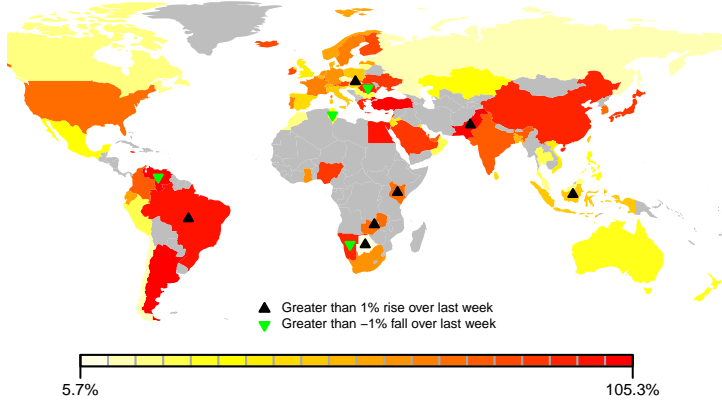 Greater than 1% rise over last week
Greater than −1% fall over last week
5.7%
105.3%